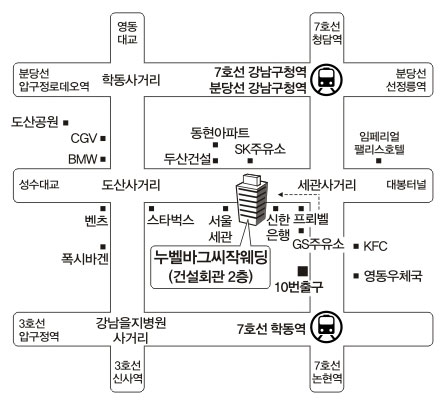 영동
대교
7호선
청담역
분당선
압구정로데오역
학동사거리
7호선 강남구청역
분당선 강남구청역
분당선
선정릉역
도산공원
CGV
BMW
동현아파트
두산건설
SK주유소
임페리얼
팰리스호텔
성수대교
도산사거리
세관사거리
대봉터널
벤츠
폭시바겐
스타벅스
서울
세관
신한
은행
프뢰벨
GS주유소
KFC
누벨바그씨작웨딩
(건설회관 2층)
10번출구
영동우체국
3호선
압구정역
강남을지병원
사거리
7호선 학동역
3호선
신사역
7호선
논현역